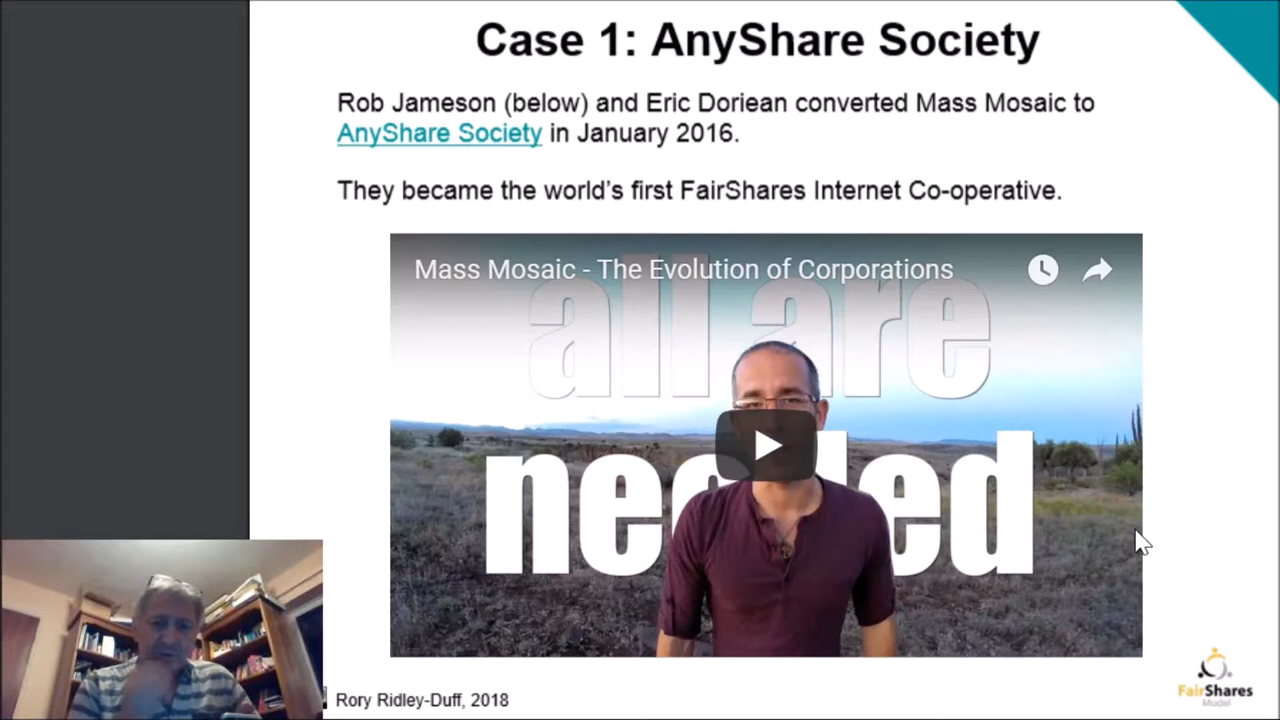 Case 1: AnyShare Society
Rob Jameson (below) and Eric Doriean converted Mass Mosaic to
AnyShare Society in January 2016.
They became the world's first FairShares Internet Co-operative.
Mass Mosaic - The Evolution of Corporations
all are
needed
Rory Ridley-Duff, 2018
FairShares
Model